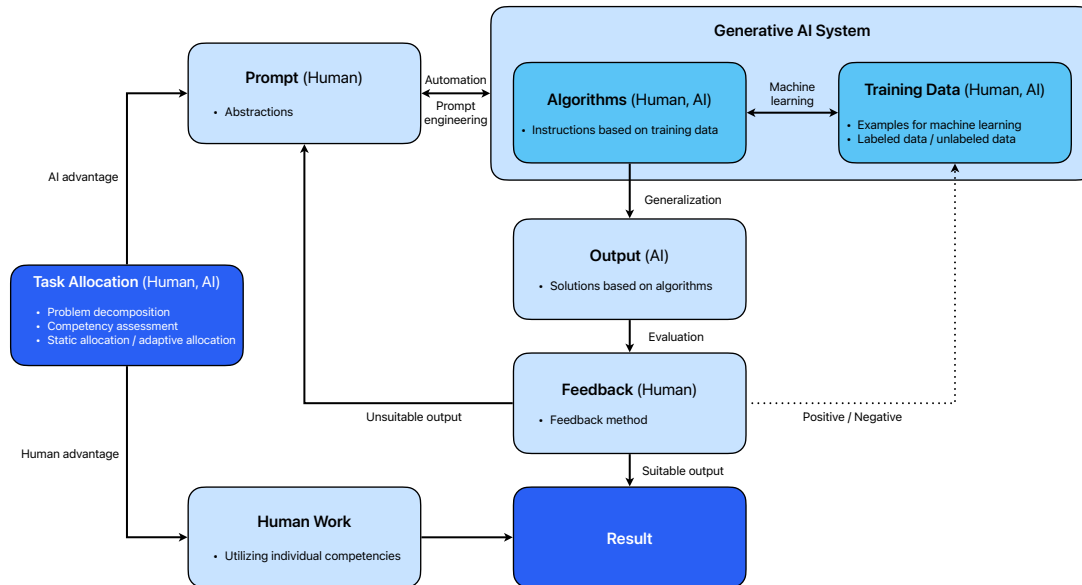 Generative AI System
Prompt (Human)
• Abstractions
Automation
Prompt
engineering
Algorithms (Human, AI)
• Instructions based on training data
Machine
learning
Training Data (Human, AI)
• Examples for machine learning
• Labeled data / unlabeled data
AI advantage
Generalization
Output (AI)
• Solutions based on algorithms
Task Allocation (Human, AI)
• Problem decomposition
• Competency assessment
• Static allocation / adaptive allocation
Evaluation
Feedback (Human)
• Feedback method
Unsuitable output
Positive / Negative
Human advantage
Suitable output
Human Work
• Utilizing individual competencies
Result